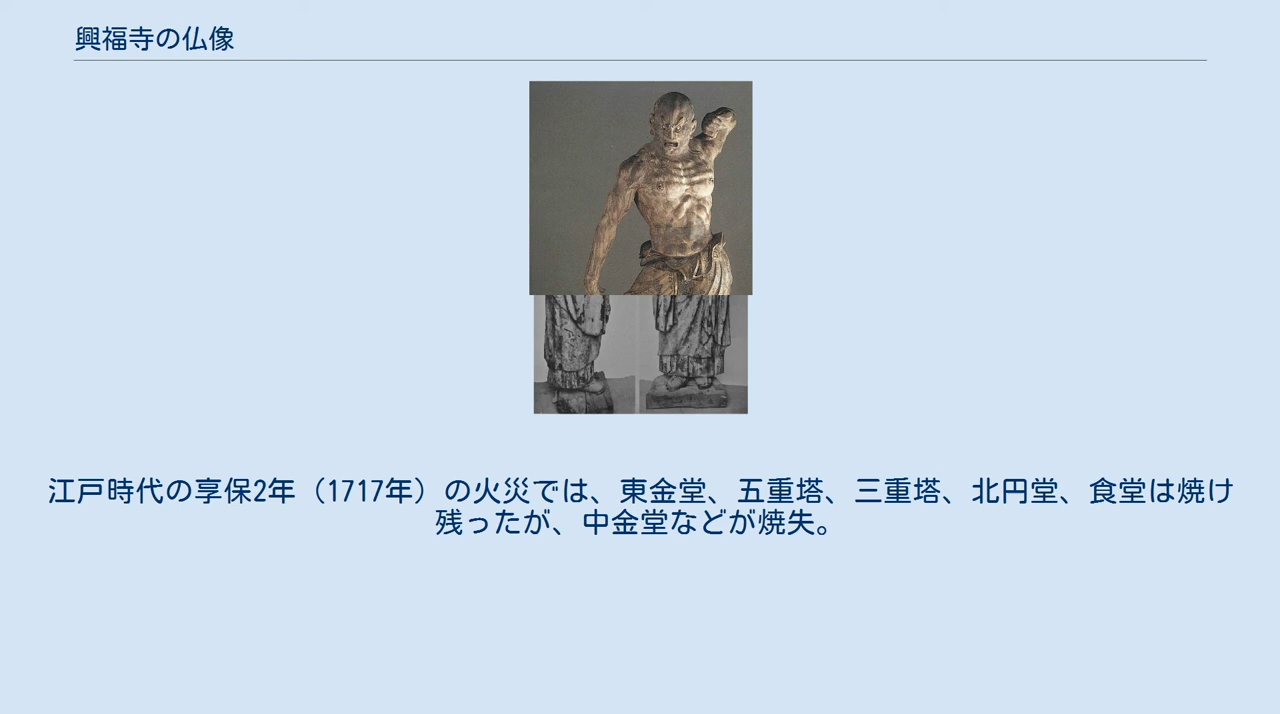 興福寺の仏像
江戸時代の享保2年（1717年）の火災では、東金堂、五重塔、三重塔、北円堂、食堂は焼け
残ったが、中金堂などが焼失。